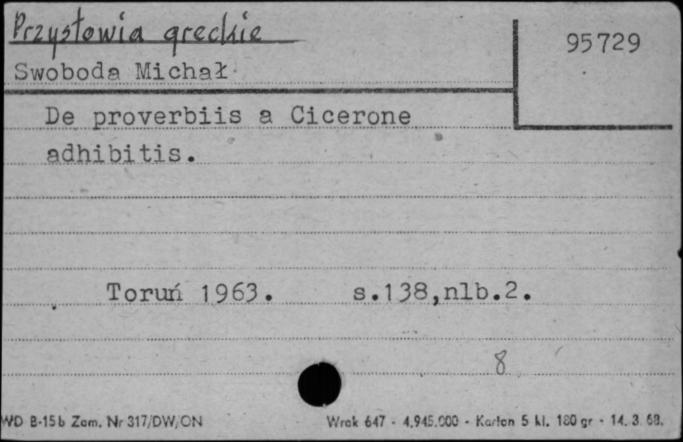 Przysłowia greckie
95729
Swoboda Michał
De proverbiis a Cicerone
adhibitis.
Toruń 1963. s.138,nlb.2.
8
WD B-15b Zam. Nr 317/DW/ON Wrak 647 - 4.945.000 - Karton 5 kl. 180 gr - 14. 3. 68.